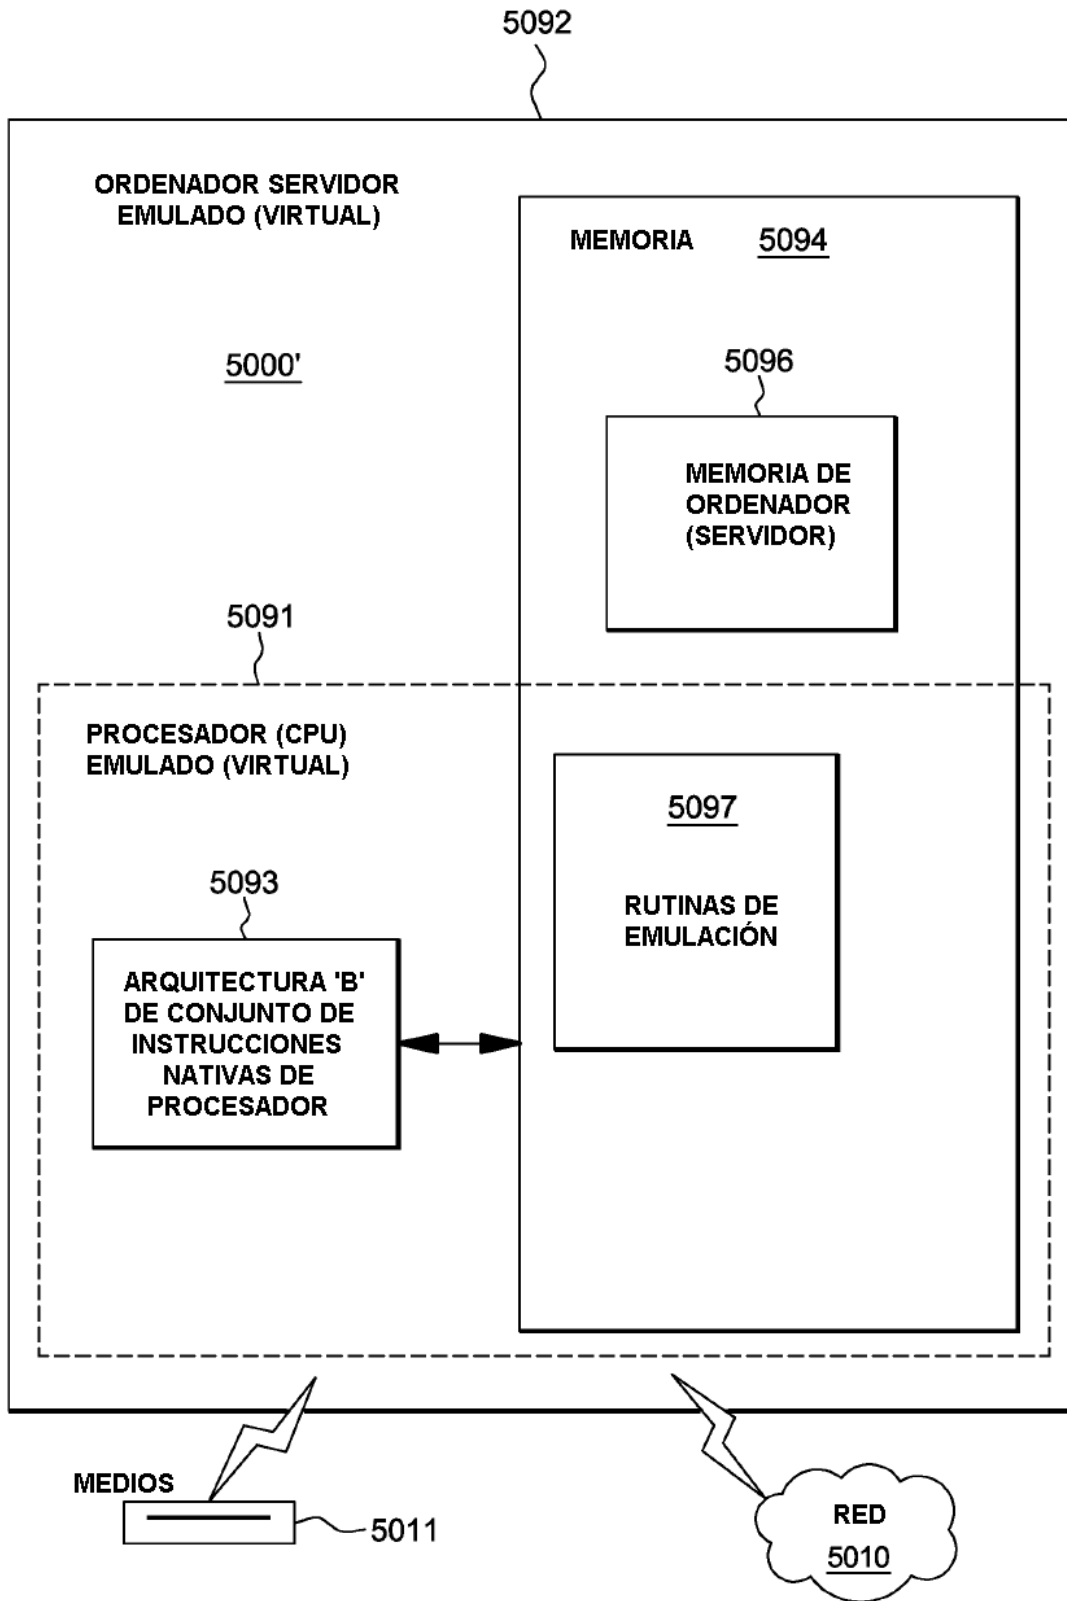 5092
ORDENADOR SERVIDOR
EMULADO (VIRTUAL)
5000'
MEMORIA 5094
5096
MEMORIA DE
ORDENADOR
(SERVIDOR)
5091
PROCESADOR (CPU)
EMULADO (VIRTUAL)
5097
RUTINAS DE
EMULACIÓN
5093
ARQUITECTURA 'B'
DE CONJUNTO DE
INSTRUCCIONES
NATIVAS DE
PROCESADOR
MEDIOS
5011
RED
5010